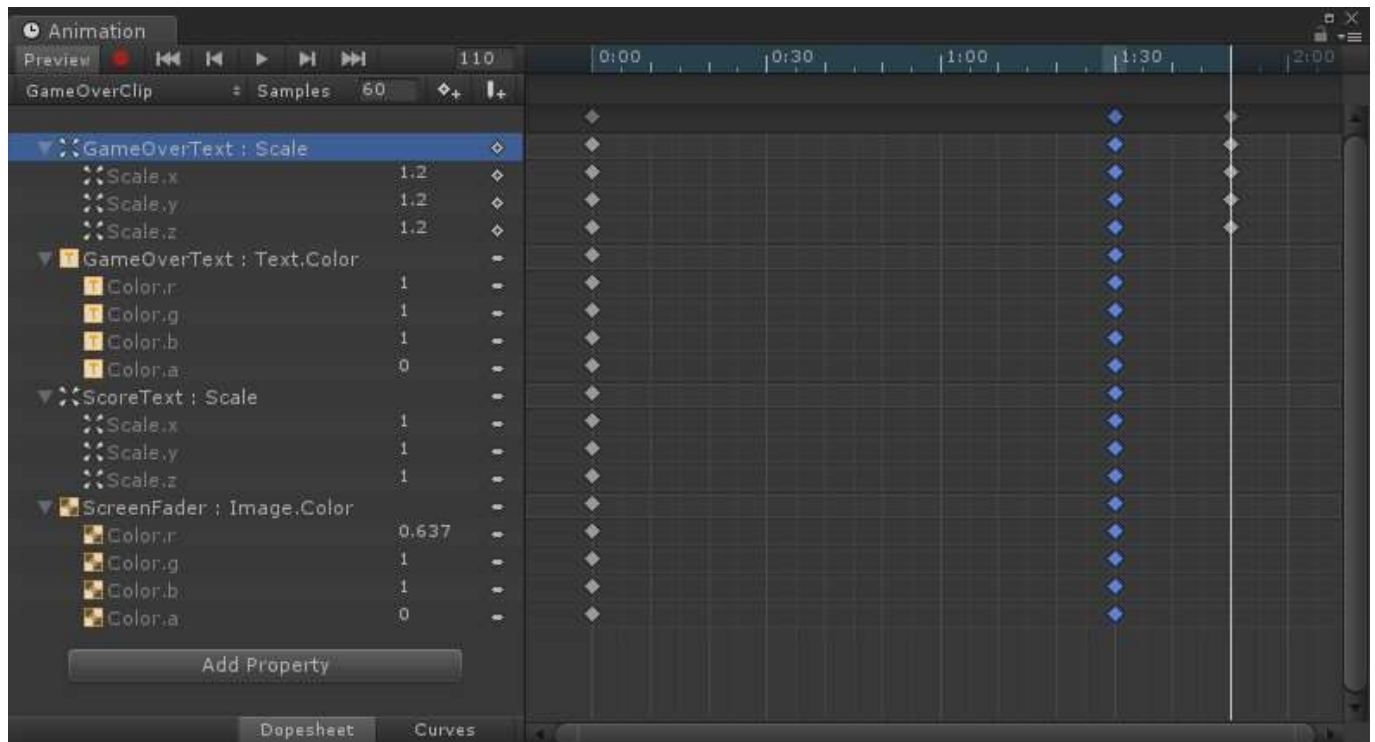 Animation
Preview 110 0:00 0:30 1:00 1:30 2:00
GameOverClip Samples 60
GameOverText : Scale
Scale.x 1.2
Scale.y 1.2
Scale.z 1.2
GameOverText : Text.Color
Color.r 1
Color.g 1
Color.b 1
Color.a 0
ScoreText : Scale
Scale.x 1
Scale.y 1
Scale.z 1
ScreenFader : Image.Color
Color.r 0.637
Color.g 1
Color.b 1
Color.a 0
Add Property
Dopesheet Curves